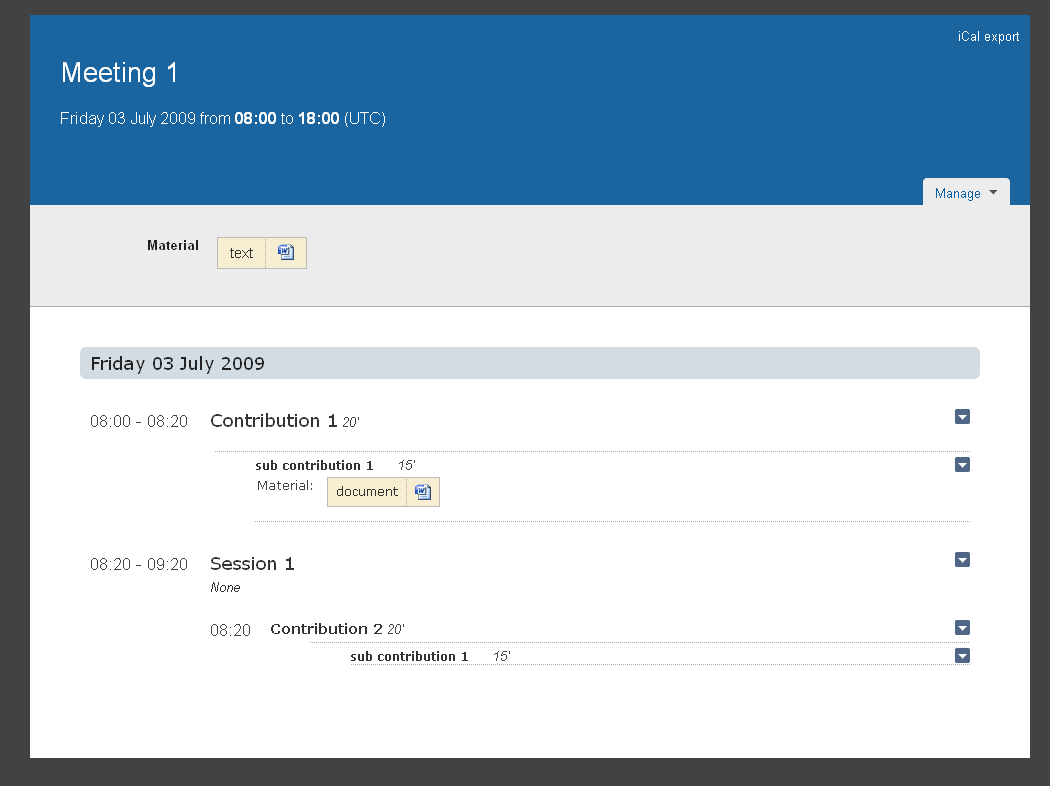 iCal export
Meeting 1
Friday 03 July 2009 from 08:00 to 18:00 (UTC)
Manage
Material text
Friday 03 July 2009
08:00 - 08:20 Contribution 1 20'
sub contribution 1 15'
Material: document
08:20 - 09:20 Session 1
None
08:20 Contribution 2 20'
sub contribution 1 15'